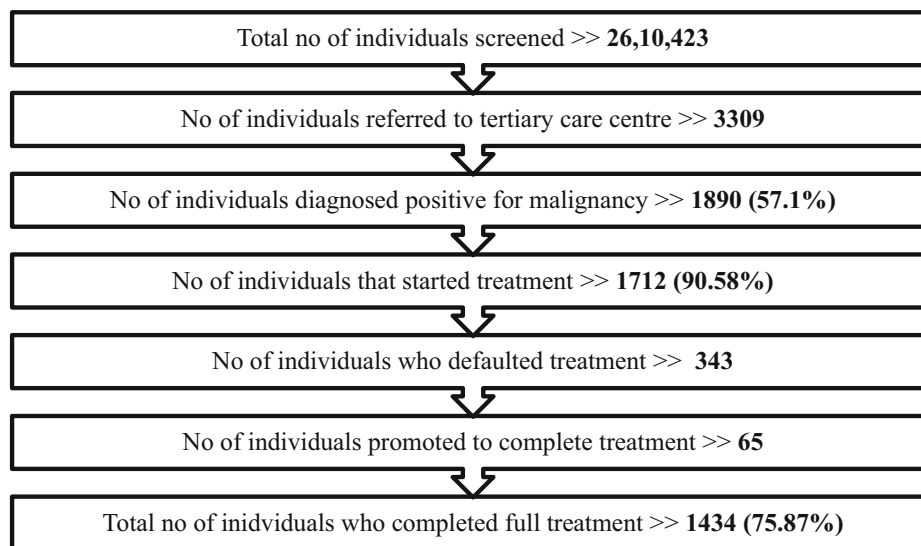 Total no of individuals screened >> 26,10,423
No of individuals referred to tertiary care centre >> 3309
No of individuals diagnosed positive for malignancy >> 1890 (57.1%)
No of individuals that started treatment >> 1712 (90.58%)
No of individuals who defaulted treatment >> 343
No of individuals promoted to complete treatment >> 65
Total no of inidviduals who completed full treatment >> 1434 (75.87%)